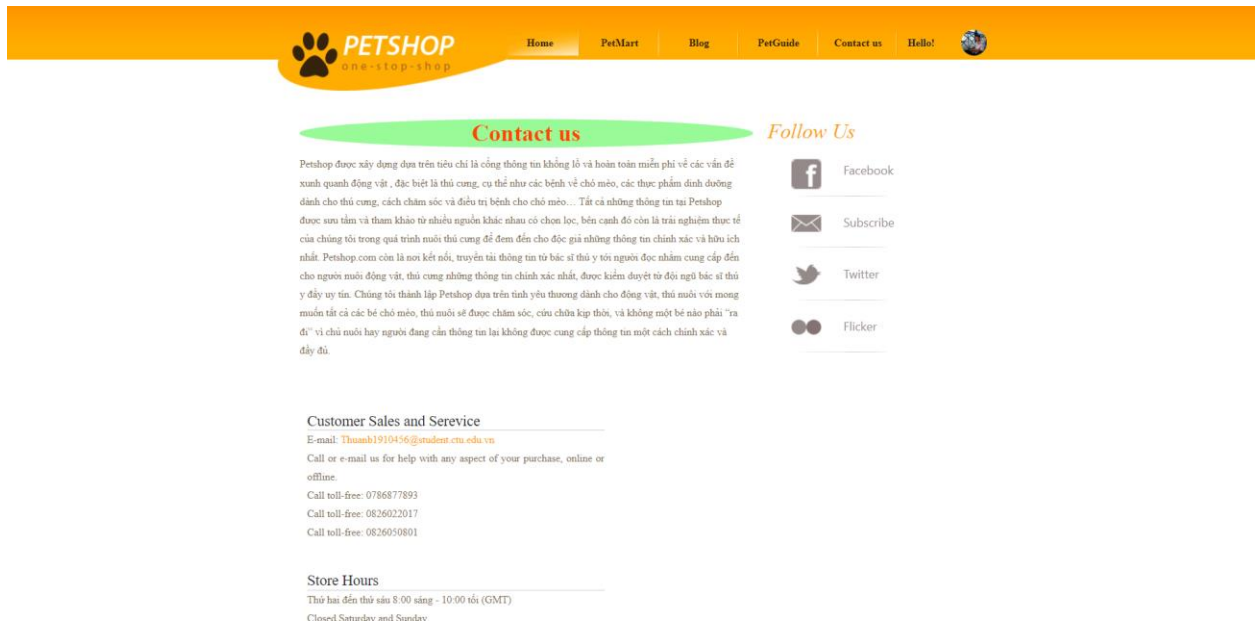 PETSHOP
one-stop-shop
Home PetMart Blog PetGuide Contact us Hello!
Contact us
Petshop được xây dựng dựa trên tiêu chí là cổng thông tin khổng lồ và hoàn toàn miễn phí về các vấn đề
xunh quanh động vật , đặc biệt là thú cưng, cụ thể như các bệnh về chó mèo, các thực phẩm dinh dưỡng
dành cho thú cưng, cách chăm sóc và điều trị bệnh cho chó mèo… Tất cả những thông tin tại Petshop
được sưu tầm và tham khảo từ nhiều nguồn khác nhau có chọn lọc, bên cạnh đó còn là trải nghiệm thực tế
của chúng tôi trong quá trình nuôi thú cưng để đem đến cho độc giả những thông tin chính xác và hữu ích
nhất. Petshop.com còn là nơi kết nối, truyền tải thông tin từ bác sĩ thú y tới người đọc nhằm cung cấp đến
cho người nuôi động vật, thú cưng những thông tin chính xác nhất, được kiểm duyệt từ đội ngũ bác sĩ thú
y đầy uy tín. Chúng tôi thành lập Petshop dựa trên tình yêu thương dành cho động vật, thú nuôi với mong
muốn tất cả các bé chó mèo, thú nuôi sẽ được chăm sóc, cứu chữa kịp thời, và không một bé nào phải “ra
đi” vì chủ nuôi hay người đang cần thông tin lại không được cung cấp thông tin một cách chính xác và
đầy đủ.
Follow Us
Facebook
Subscribe
Twitter
Flicker
Customer Sales and Serevice
E-mail: Thuanb1910456@student.ctu.edu.vn
Call or e-mail us for help with any aspect of your purchase, online or
offline.
Call toll-free: 0786877893
Call toll-free: 0826022017
Call toll-free: 0826050801
Store Hours
Thứ hai đến thứ sáu 8:00 sáng - 10:00 tối (GMT)
Closed Saturday and Sunday